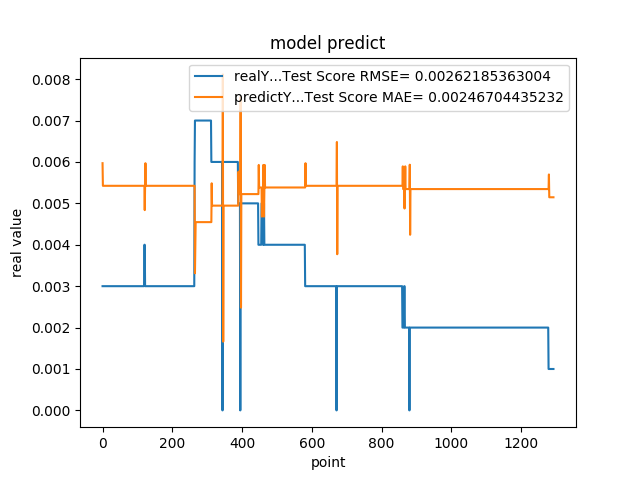 model predict
realY...Test Score RMSE= 0.00262185363004
predictY...Test Score MAE= 0.00246704435232
0.008
0.007
0.006
0.005
0.004
0.003
0.002
0.001
0.000
real value
0 200 400 600 800 1000 1200
point